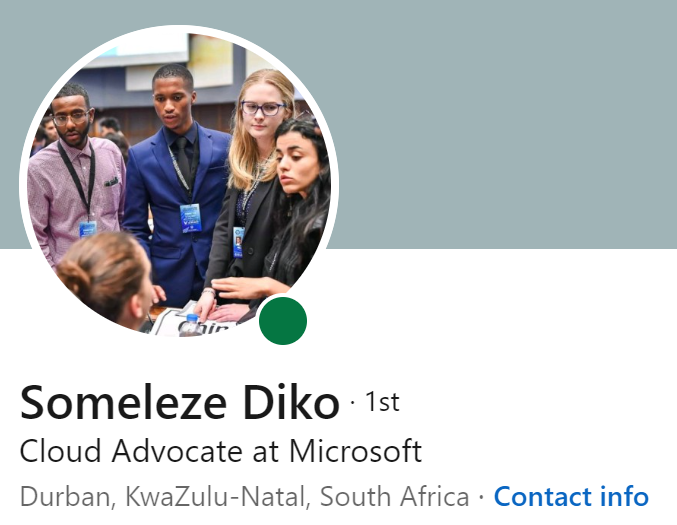 Someleze Diko · 1st
Cloud Advocate at Microsoft
Durban, KwaZulu-Natal, South Africa · Contact info